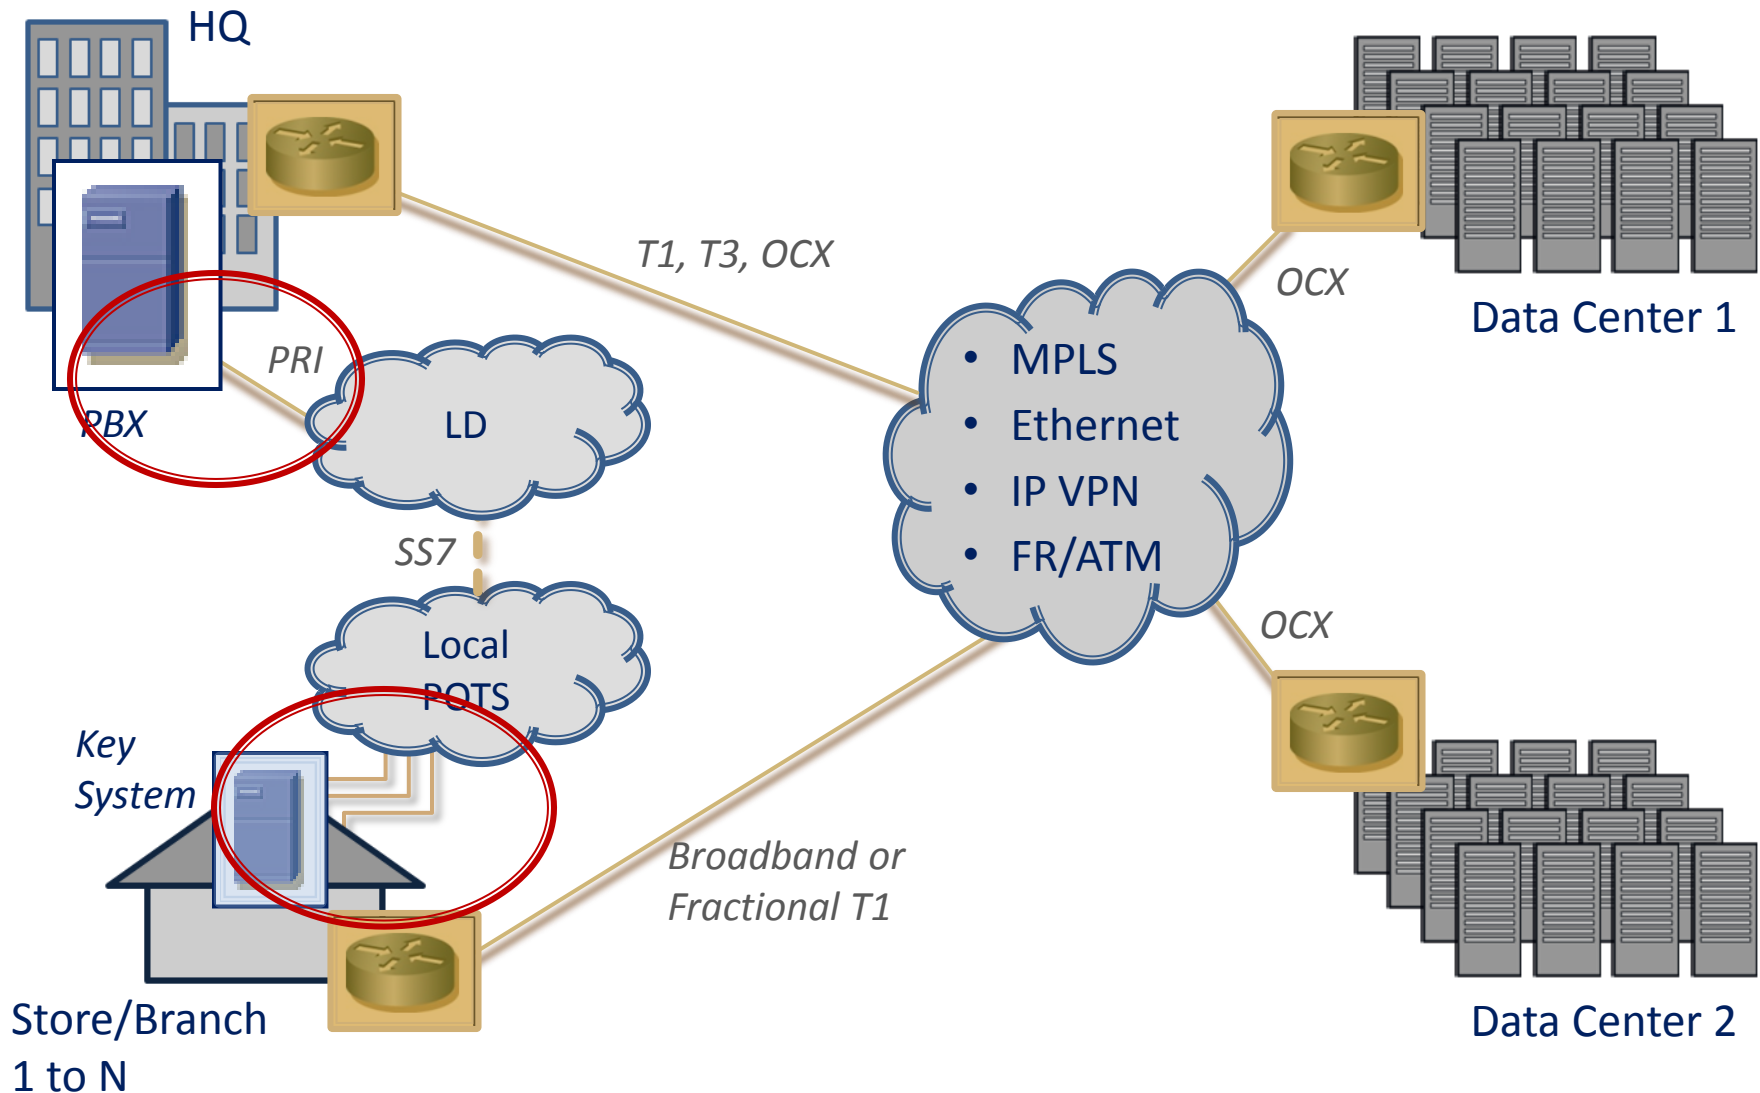 HQ
T1, T3, OCX
OCX
Data Center 1
PRI
PBX
LD
• MPLS
• Ethernet
• IP VPN
• FR/ATM
SS7
OCX
Local
POTS
Key
System
Broadband or
Fractional T1
Store/Branch
1 to N
Data Center 2